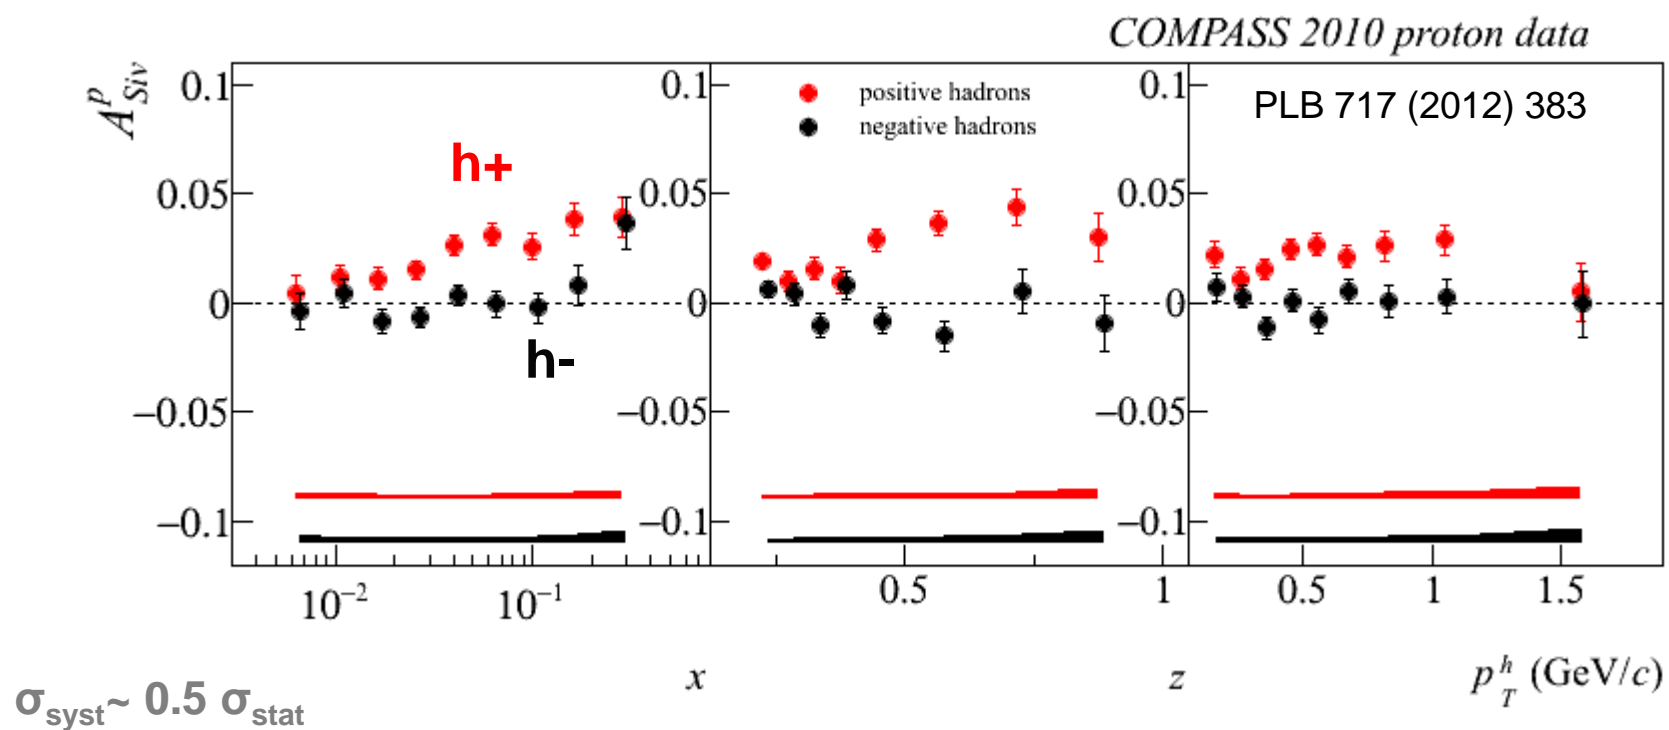 COMPASS 2010 proton data
A^p_Siv
0.1 0.1 0.1
positive hadrons
negative hadrons
PLB 717 (2012) 383
h+
0.05 0.05 0.05
0 0 0
h-
−0.05 −0.05 −0.05
−0.1 −0.1 −0.1
10⁻² 10⁻¹ 0.5 1 0.5 1 1.5
x z p^h_T (GeV/c)
σsyst~ 0.5 σstat